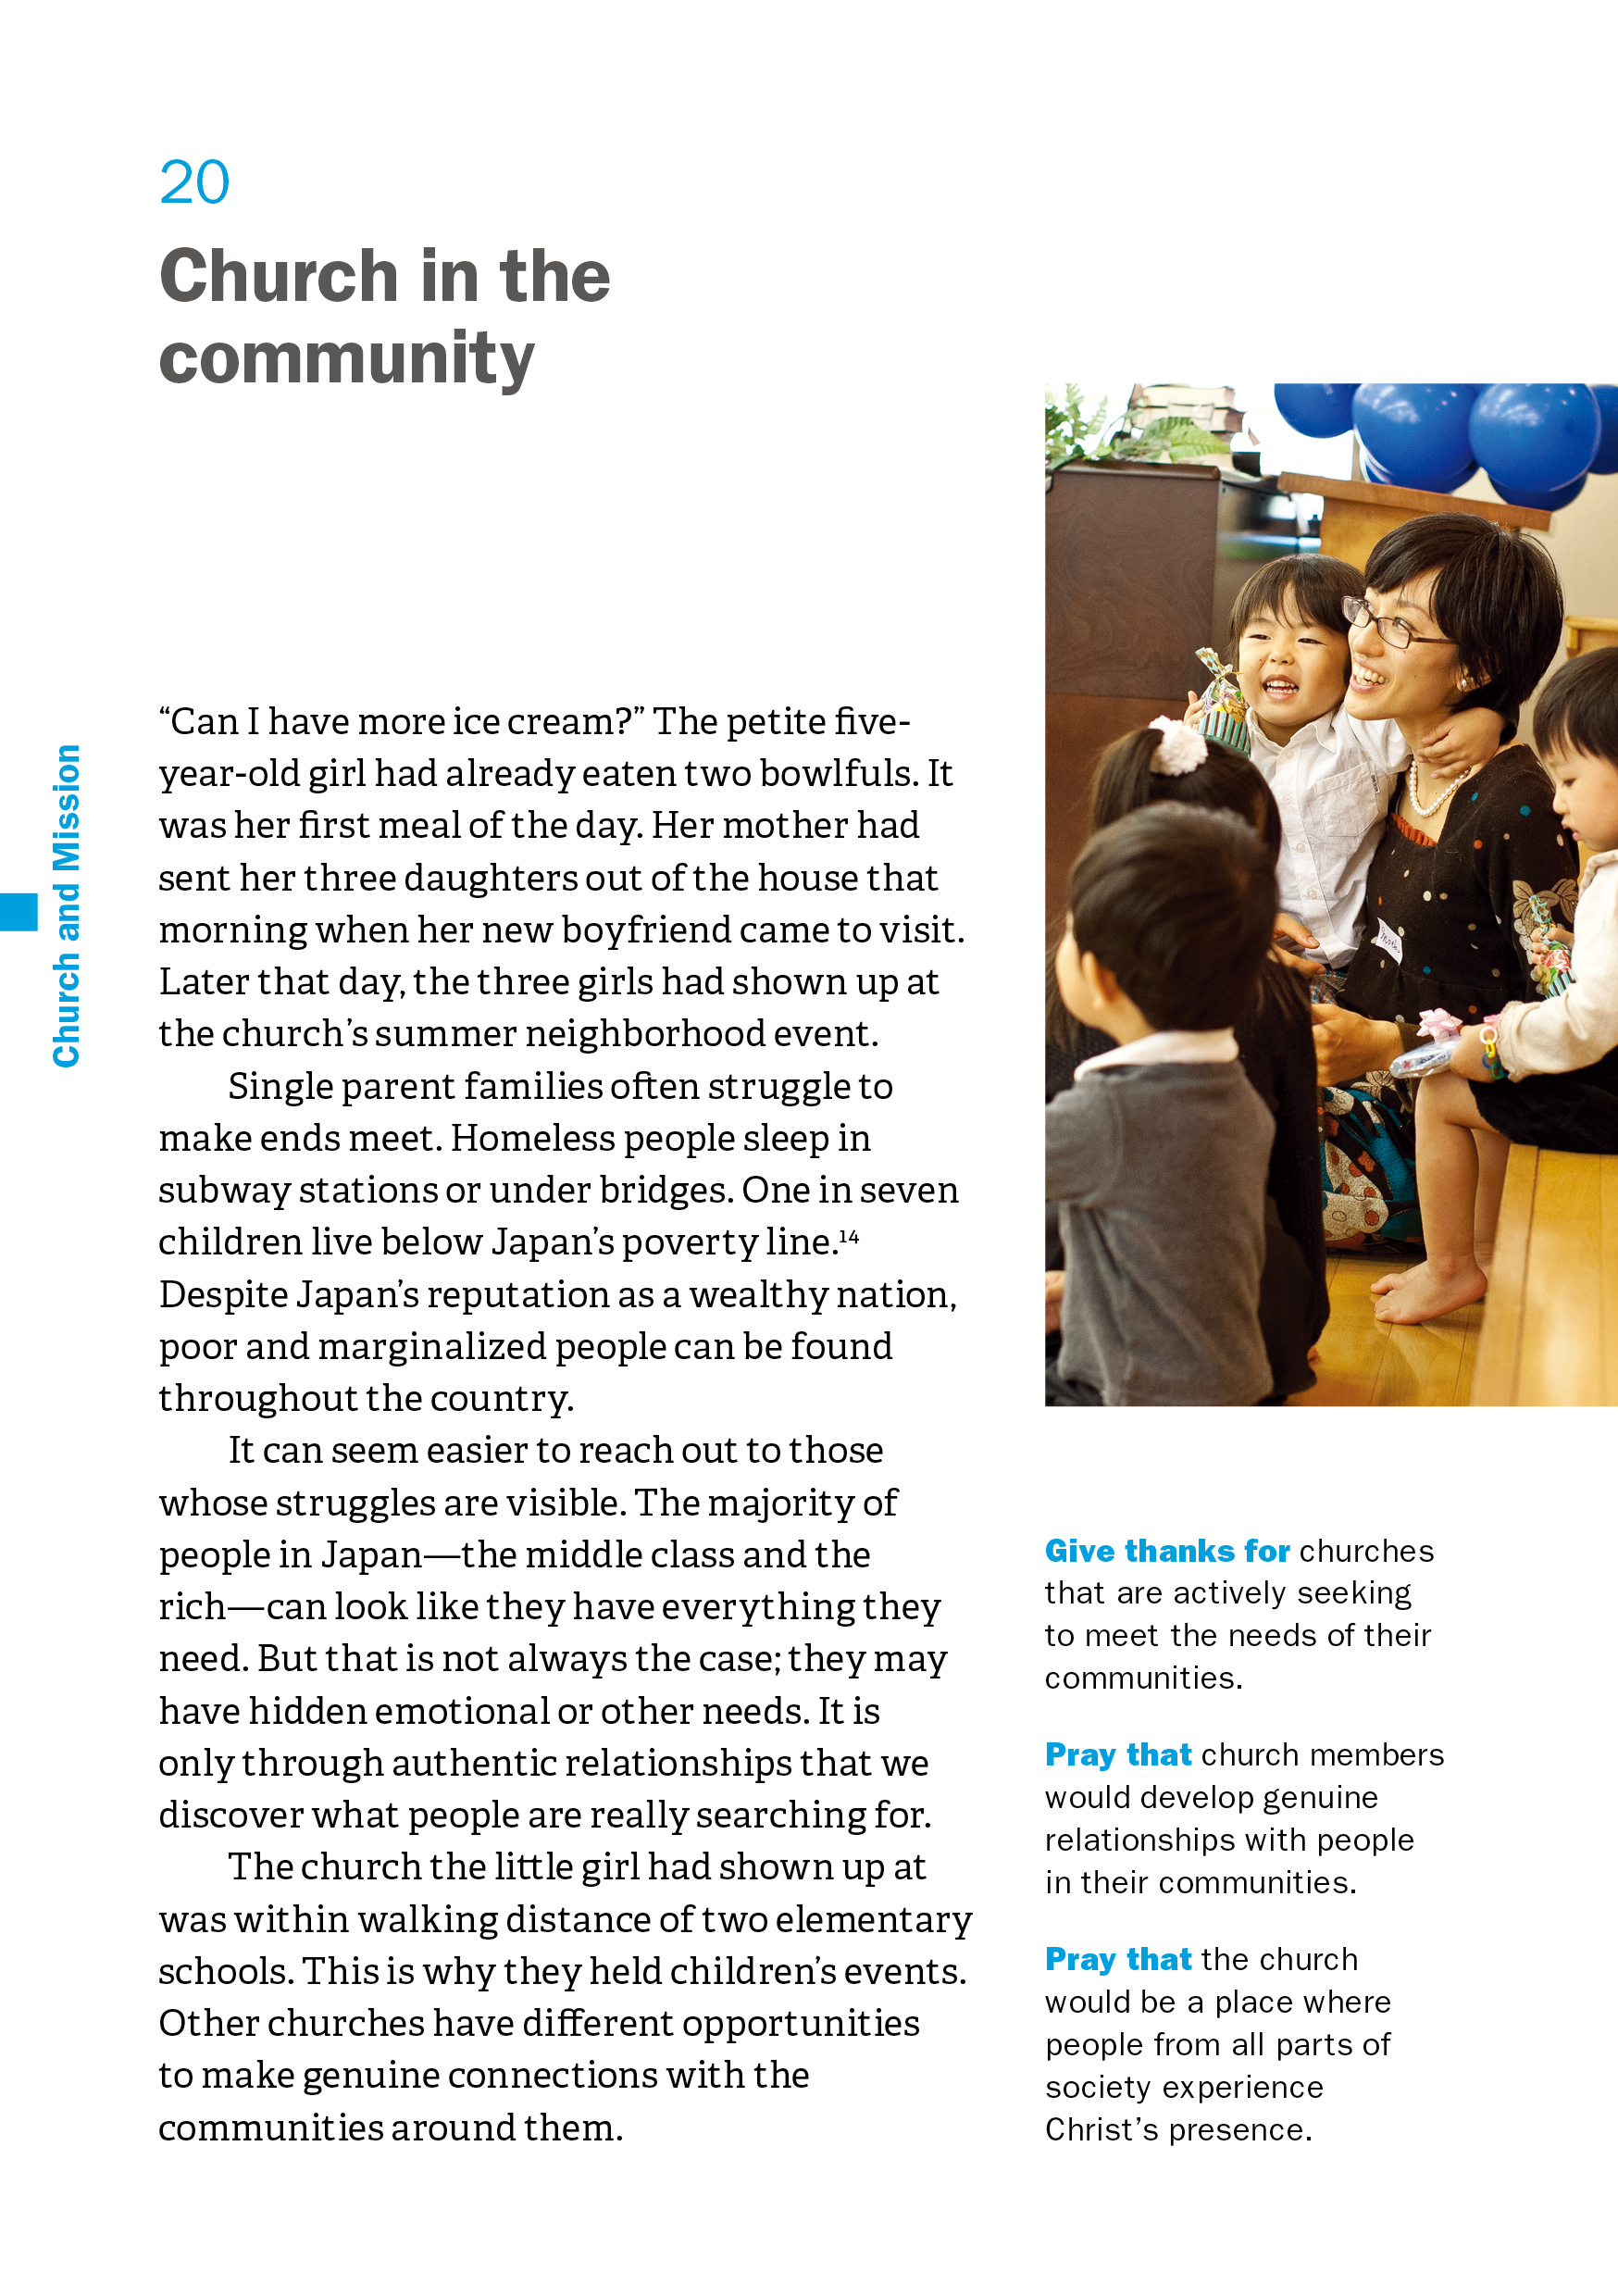 20
Church in the
community
Church and Mission
“Can I have more ice cream?” The petite five-
year-old girl had already eaten two bowlfuls. It
was her first meal of the day. Her mother had
sent her three daughters out of the house that
morning when her new boyfriend came to visit.
Later that day, the three girls had shown up at
the church’s summer neighborhood event.
Single parent families often struggle to
make ends meet. Homeless people sleep in
subway stations or under bridges. One in seven
children live below Japan’s poverty line.¹⁴
Despite Japan’s reputation as a wealthy nation,
poor and marginalized people can be found
throughout the country.
It can seem easier to reach out to those
whose struggles are visible. The majority of
people in Japan—the middle class and the
rich—can look like they have everything they
need. But that is not always the case; they may
have hidden emotional or other needs. It is
only through authentic relationships that we
discover what people are really searching for.
The church the little girl had shown up at
was within walking distance of two elementary
schools. This is why they held children’s events.
Other churches have different opportunities
to make genuine connections with the
communities around them.
Give thanks for churches
that are actively seeking
to meet the needs of their
communities.
Pray that church members
would develop genuine
relationships with people
in their communities.
Pray that the church
would be a place where
people from all parts of
society experience
Christ’s presence.